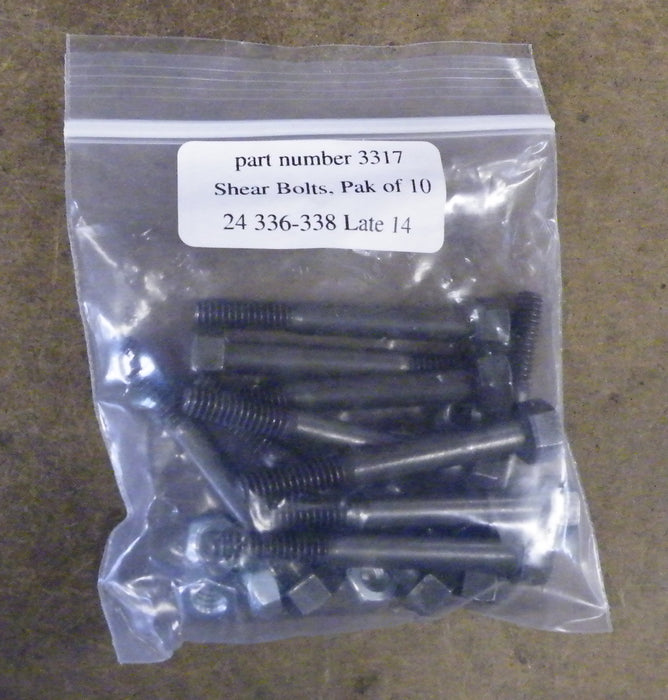 part number 3317
Shear Bolts, Pak of 10
24 336-338 Late 14